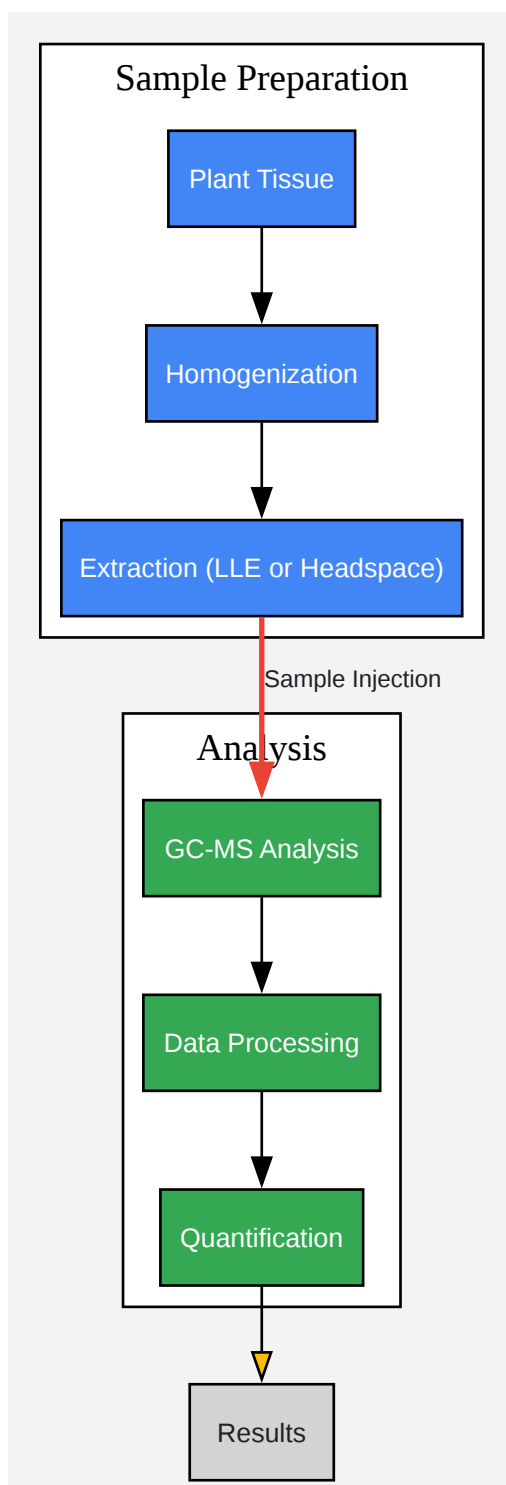 Sample Preparation
Plant Tissue
Homogenization
Extraction (LLE or Headspace)
Sample Injection
Analysis
GC-MS Analysis
Data Processing
Quantification
Results